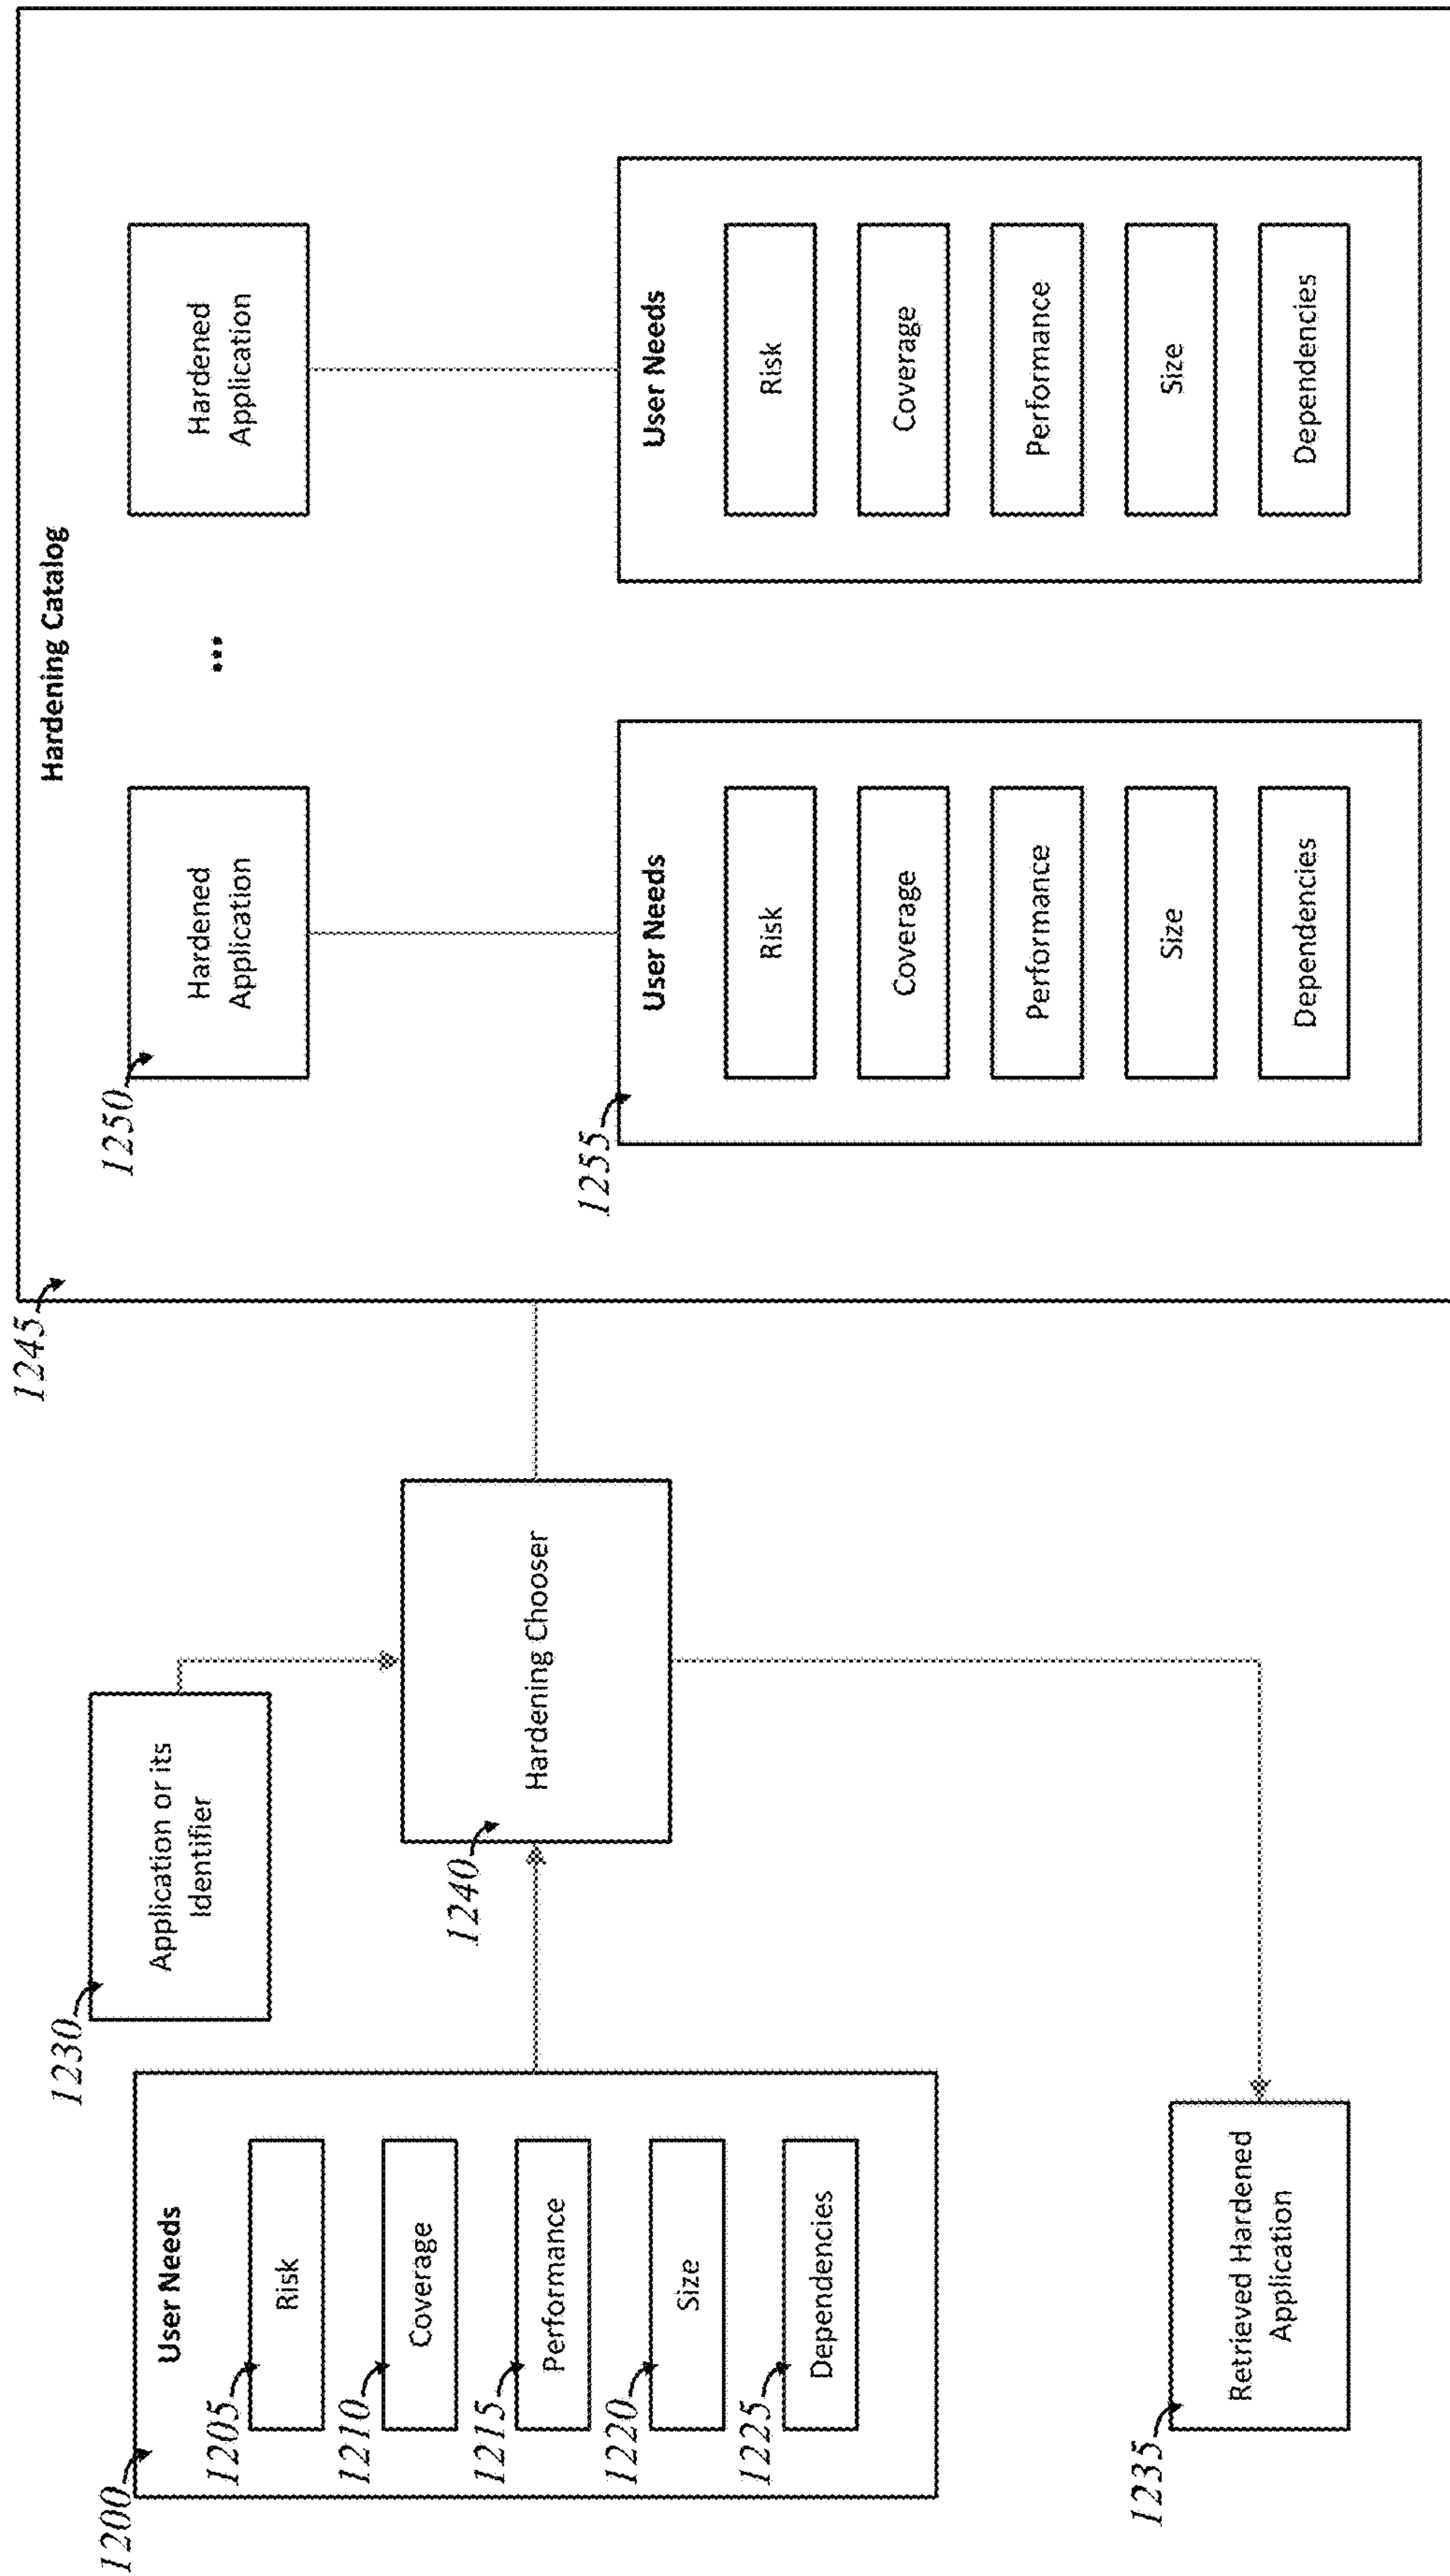 1200
User Needs
1205
Risk
1210
Coverage
1215
Performance
1220
Size
1225
Dependencies
1230
Application or its
Identifier
1240
Hardening Chooser
1235
Retrieved Hardened
Application
1245
Hardening Catalog
1250
Hardened
Application
...
Hardened
Application
1255
User Needs
Risk
Coverage
Performance
Size
Dependencies
User Needs
Risk
Coverage
Performance
Size
Dependencies